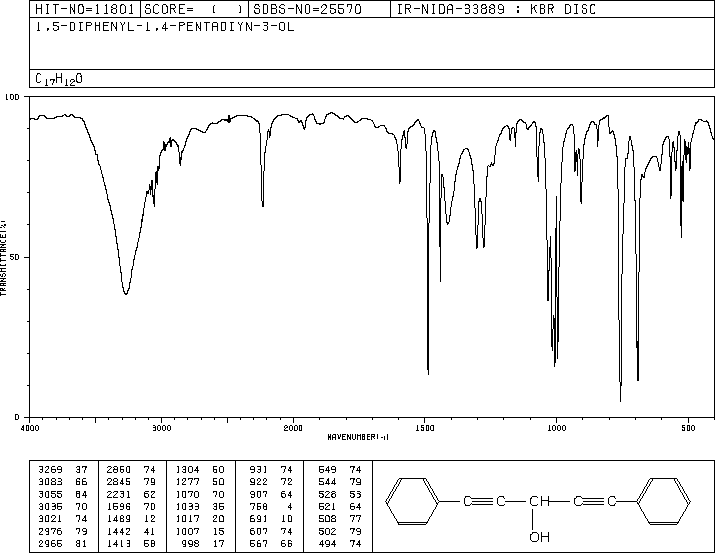 HIT-NO=11801 SCORE= ( ) SDBS-NO=25570 IR-NIDA-33889 : KBR DISC
1,5-DIPHENYL-1,4-PENTADIYN-3-OL
C17H12O
100
50
0
TRANSMITTANCE(%)
4000 3000 2000 1500 1000 500
WAVENUMBER(-1)
3269 37 2860 74 1304 50 931 74 549 74
3083 66 2845 79 1277 50 922 72 544 79
3055 64 2231 62 1070 70 907 64 528 53
3035 70 1596 70 1033 35 758 4 521 64
3021 74 1489 12 1017 20 691 10 508 77
2976 79 1442 41 1007 15 607 74 502 79
2966 81 1413 58 998 17 567 66 494 74
C C CH C C
OH